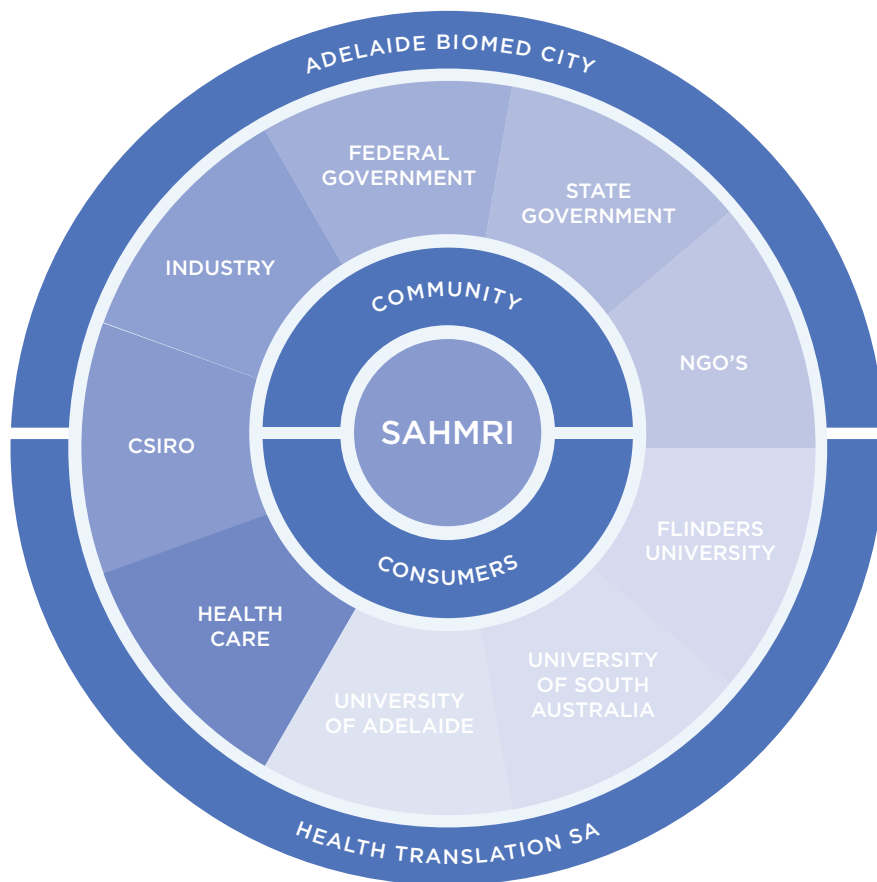 ADELAIDE BIOMED CITY
FEDERAL
GOVERNMENT
STATE
GOVERNMENT
INDUSTRY
COMMUNITY
NGO'S
CSIRO
SAHMRI
FLINDERS
UNIVERSITY
CONSUMERS
HEALTH
CARE
UNIVERSITY
OF SOUTH
AUSTRALIA
UNIVERSITY
OF ADELAIDE
HEALTH TRANSLATION SA